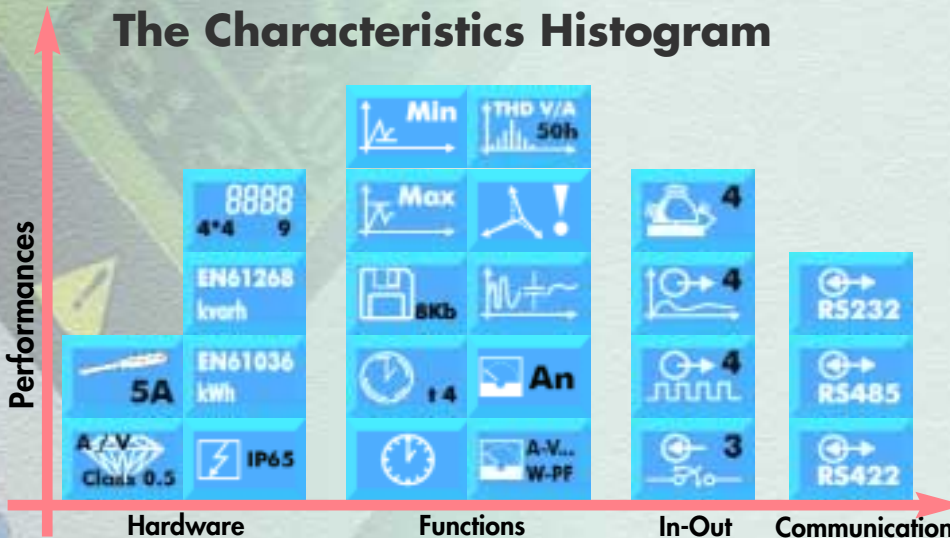 The Characteristics Histogram
Performances
Min
THD V/A
50h
8888
4*4 9
Max
4
EN61268
kvarh
8Kb
4
RS232
5A
EN61036
kWh
t 4
An
4
RS485
A / V
Class 0.5
IP65
A-V...
W-PF
3
RS422
Hardware
Functions
In-Out
Communication